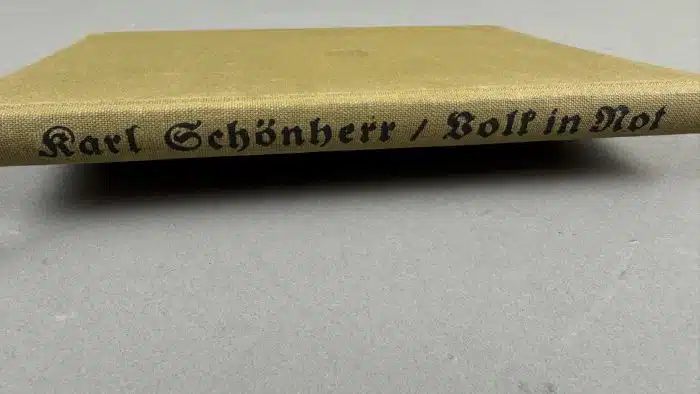 Karl Schönherr / Volk in Not